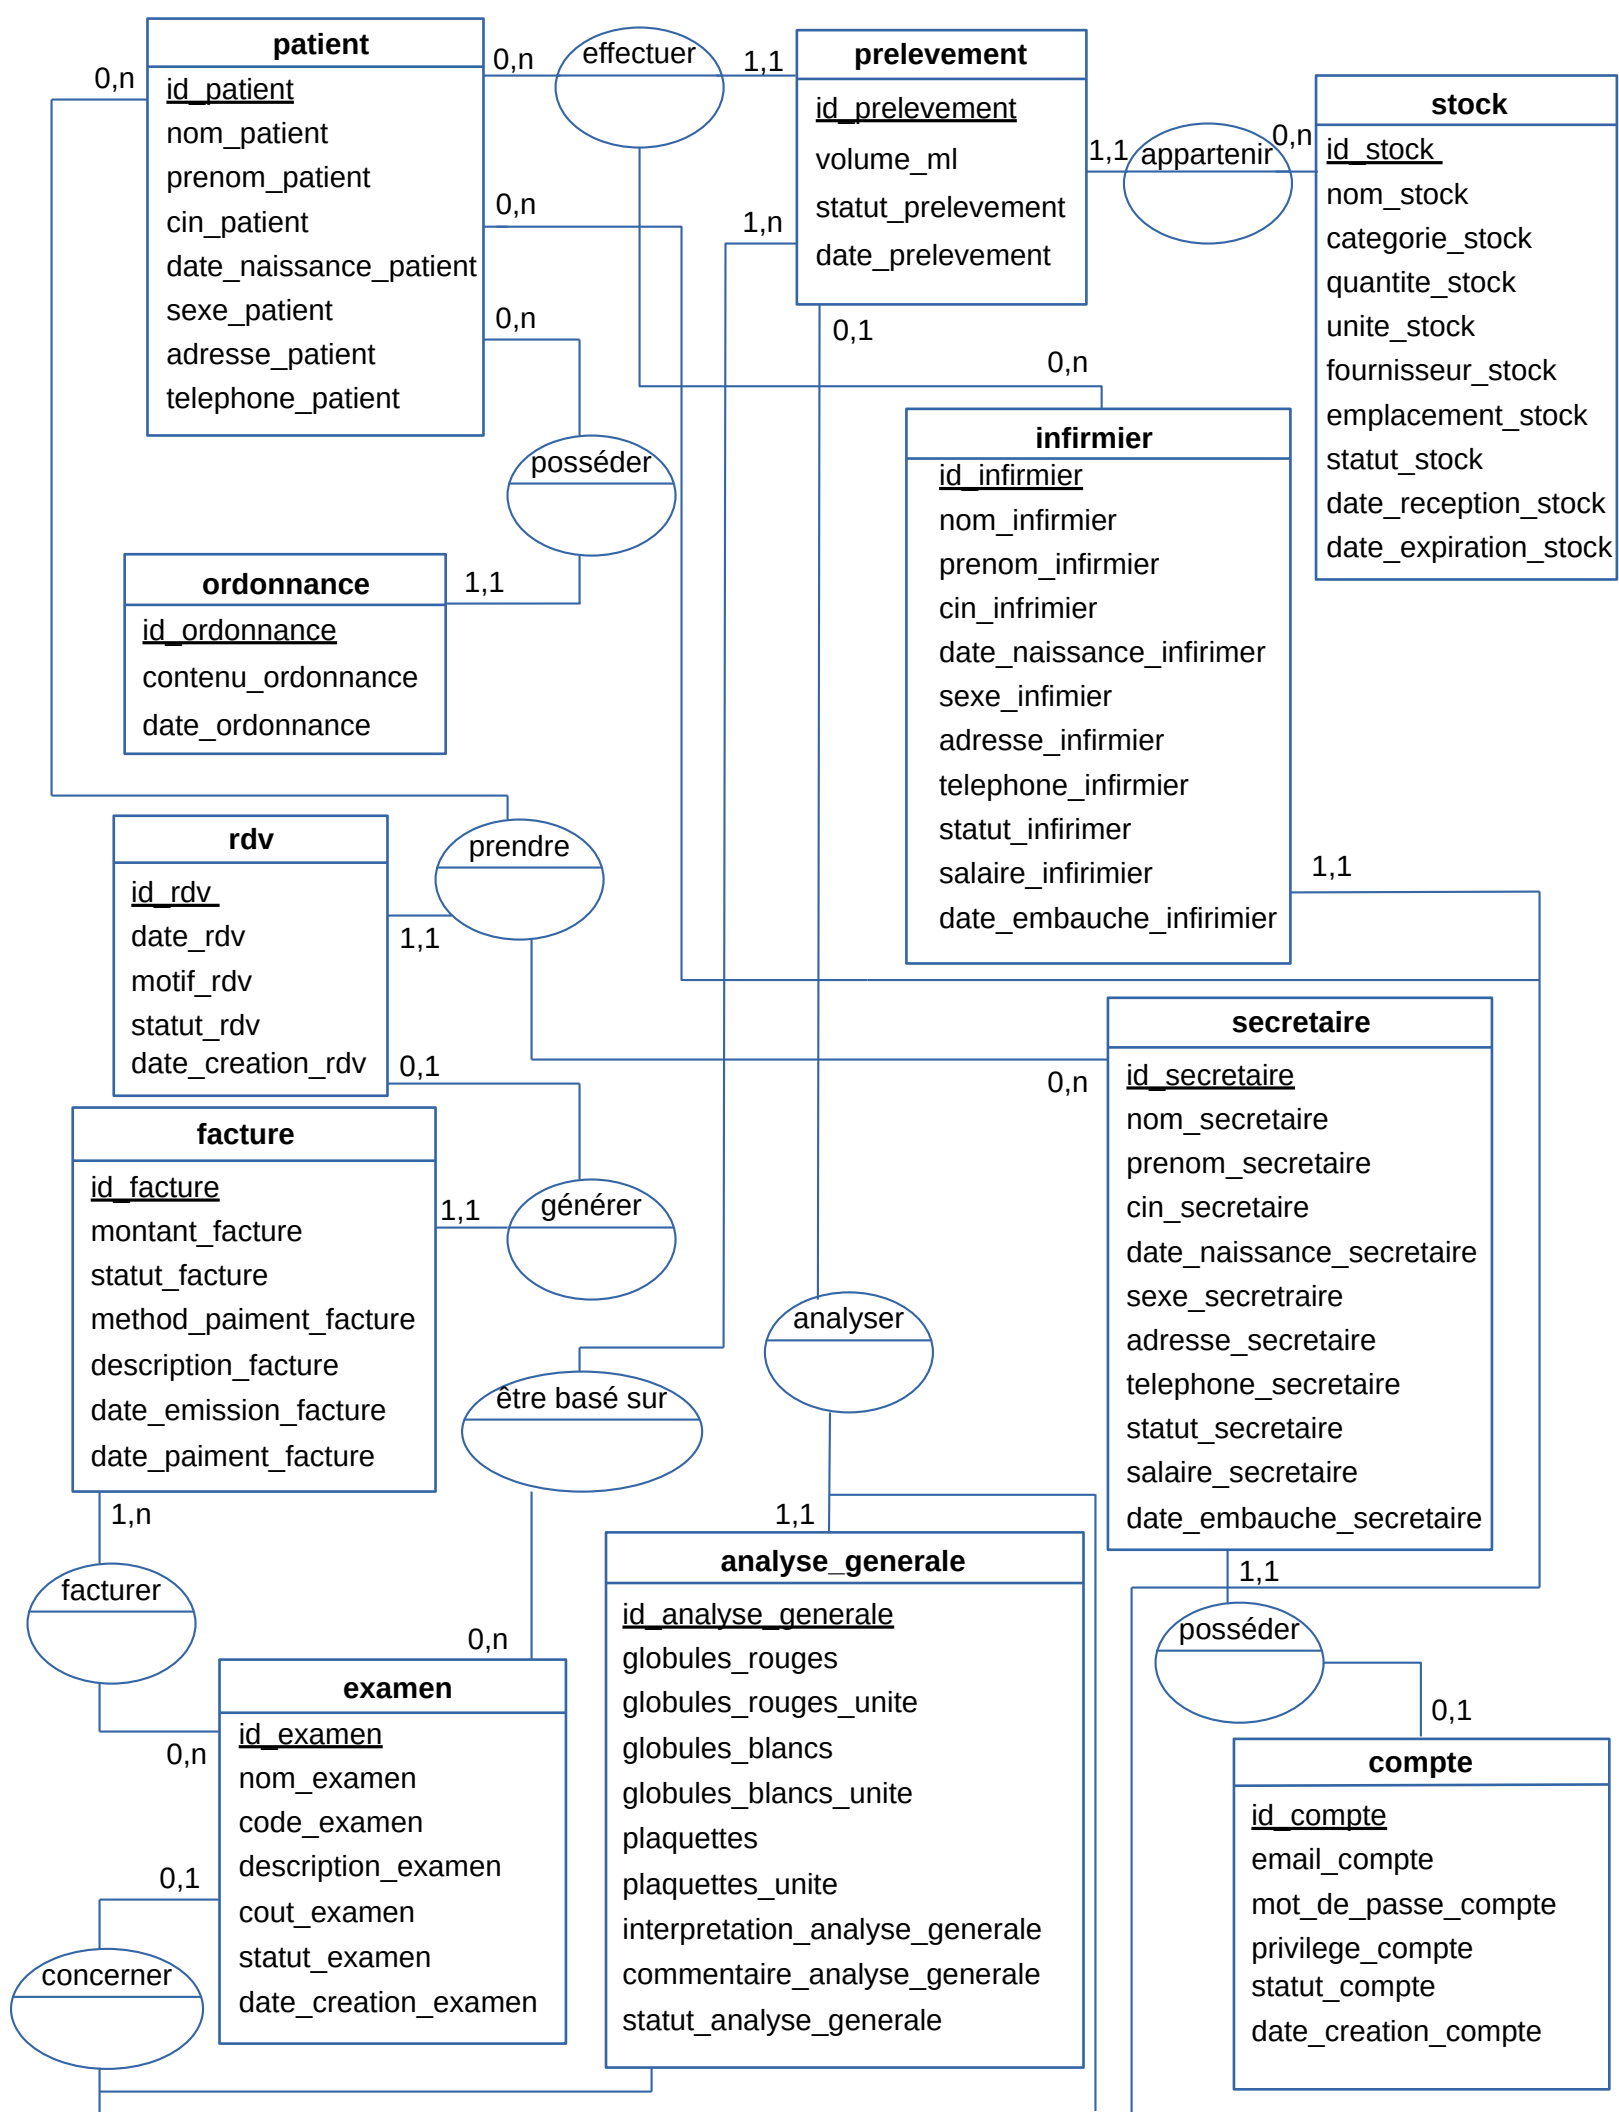 patient
id_patient
nom_patient
prenom_patient
cin_patient
date_naissance_patient
sexe_patient
adresse_patient
telephone_patient
0,n
0,n
effectuer
1,1
0,n
0,n
prelevement
id_prelevement
volume_ml
statut_prelevement
date_prelevement
1,1
appartenir
0,n
1,n
0,1
0,n
stock
id_stock
nom_stock
categorie_stock
quantite_stock
unite_stock
fournisseur_stock
emplacement_stock
statut_stock
date_reception_stock
date_expiration_stock
posséder
1,1
ordonnance
id_ordonnance
contenu_ordonnance
date_ordonnance
infirmier
id_infirmier
nom_infirmier
prenom_infirmier
cin_infrimier
date_naissance_infirimer
sexe_infimier
adresse_infirmier
telephone_infirmier
statut_infirimer
salaire_infirimier
date_embauche_infirimier
1,1
rdv
id_rdv
date_rdv
motif_rdv
statut_rdv
date_creation_rdv
prendre
1,1
0,1
0,n
secretaire
id_secretaire
nom_secretaire
prenom_secretaire
cin_secretaire
date_naissance_secretaire
sexe_secretraire
adresse_secretaire
telephone_secretaire
statut_secretaire
salaire_secretaire
date_embauche_secretaire
facture
id_facture
montant_facture
statut_facture
method_paiment_facture
description_facture
date_emission_facture
date_paiment_facture
1,1
générer
analyser
être basé sur
1,n
1,1
1,1
facturer
0,n
0,n
posséder
0,1
examen
id_examen
nom_examen
code_examen
description_examen
cout_examen
statut_examen
date_creation_examen
0,1
concerner
analyse_generale
id_analyse_generale
globules_rouges
globules_rouges_unite
globules_blancs
globules_blancs_unite
plaquettes
plaquettes_unite
interpretation_analyse_generale
commentaire_analyse_generale
statut_analyse_generale
compte
id_compte
email_compte
mot_de_passe_compte
privilege_compte
statut_compte
date_creation_compte